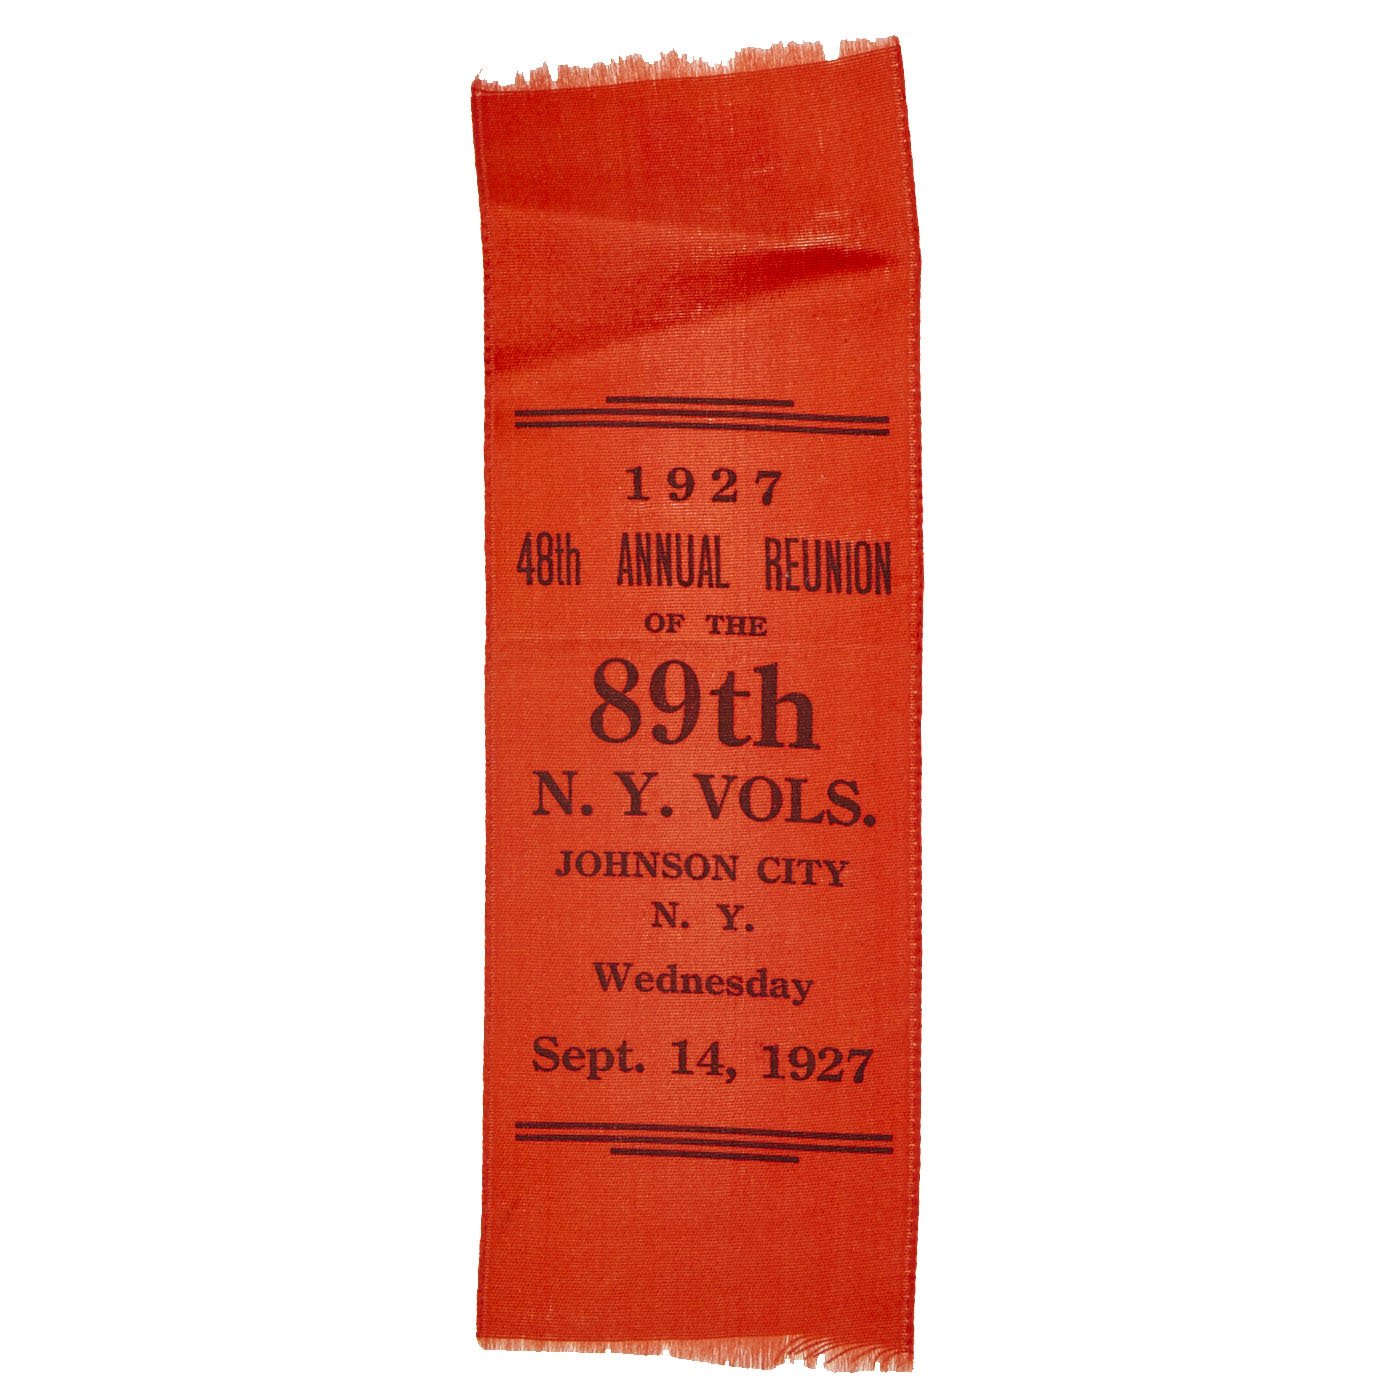 1927
48th ANNUAL REUNION
OF THE
89th
N. Y. VOLS.
JOHNSON CITY
N. Y.
Wednesday
Sept. 14, 1927